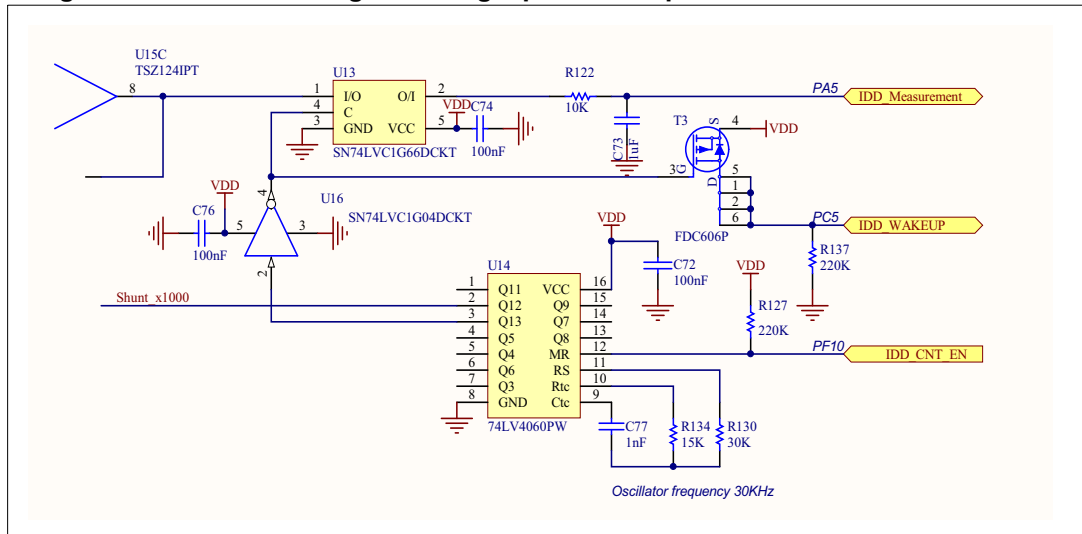 U15C
TSZ124IPT
8
U13
1 I/O O/I 2
4 C
3 GND VCC 5
SN74LVC1G66DCKT
VDD
C74
100nF
R122
10K
C73
1uF
PA5
IDD_Measurement
T3
S 4 VDD
3 G
D 5
1
2
6
FDC606P
PC5
IDD_WAKEUP
R137
220K
VDD
C76
100nF
4
5
3
2
U16
SN74LVC1G04DCKT
VDD
C72
100nF
VDD
R127
220K
Shunt_x1000
U14
1 Q11 VCC 16
2 Q12 Q9 15
3 Q13 Q7 14
4 Q5 Q8 13
5 Q4 MR 12
6 Q6 RS 11
7 Q3 Rtc 10
8 GND Ctc 9
74LV4060PW
PF10
IDD_CNT_EN
C77
1nF
R134
15K
R130
30K
Oscillator frequency 30KHz